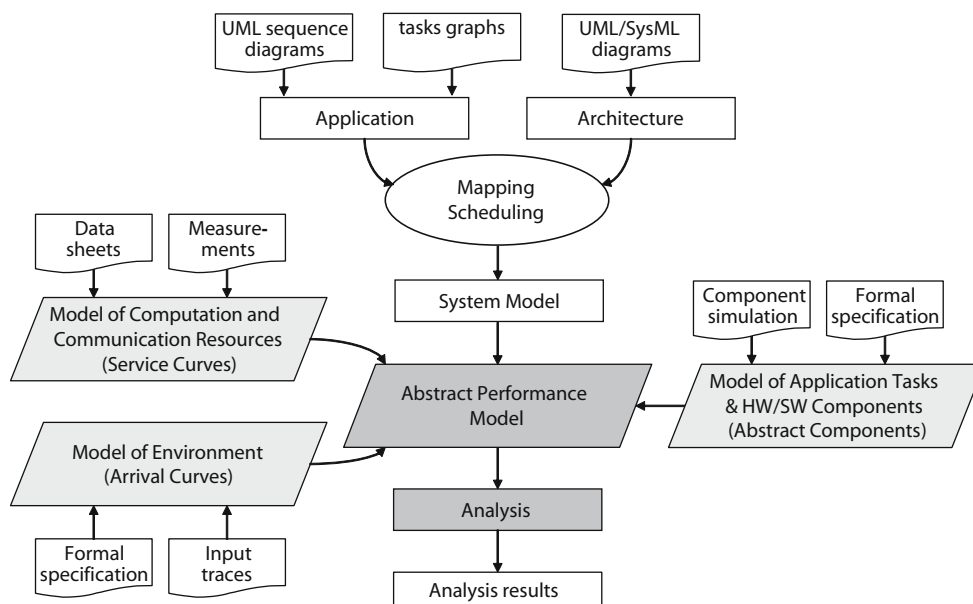 UML sequence
diagrams
tasks graphs
UML/SysML
diagrams
Application
Architecture
Mapping
Scheduling
Data
sheets
Measure-
ments
System Model
Component
simulation
Formal
specification
Model of Computation and
Communication Resources
(Service Curves)
Abstract Performance
Model
Model of Application Tasks
& HW/SW Components
(Abstract Components)
Model of Environment
(Arrival Curves)
Analysis
Formal
specification
Input
traces
Analysis results